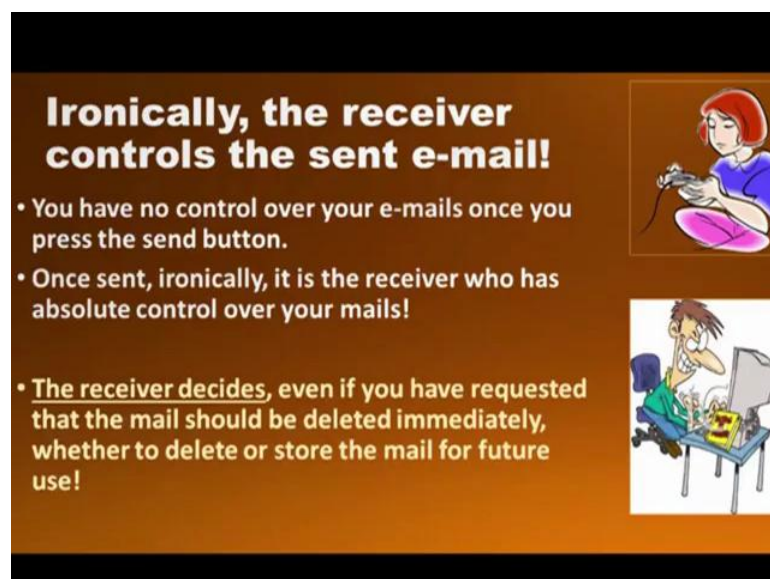 Ironically, the receiver
controls the sent e-mail!
• You have no control over your e-mails once you
press the send button.
• Once sent, ironically, it is the receiver who has
absolute control over your mails!
• The receiver decides, even if you have requested
that the mail should be deleted immediately,
whether to delete or store the mail for future
use!